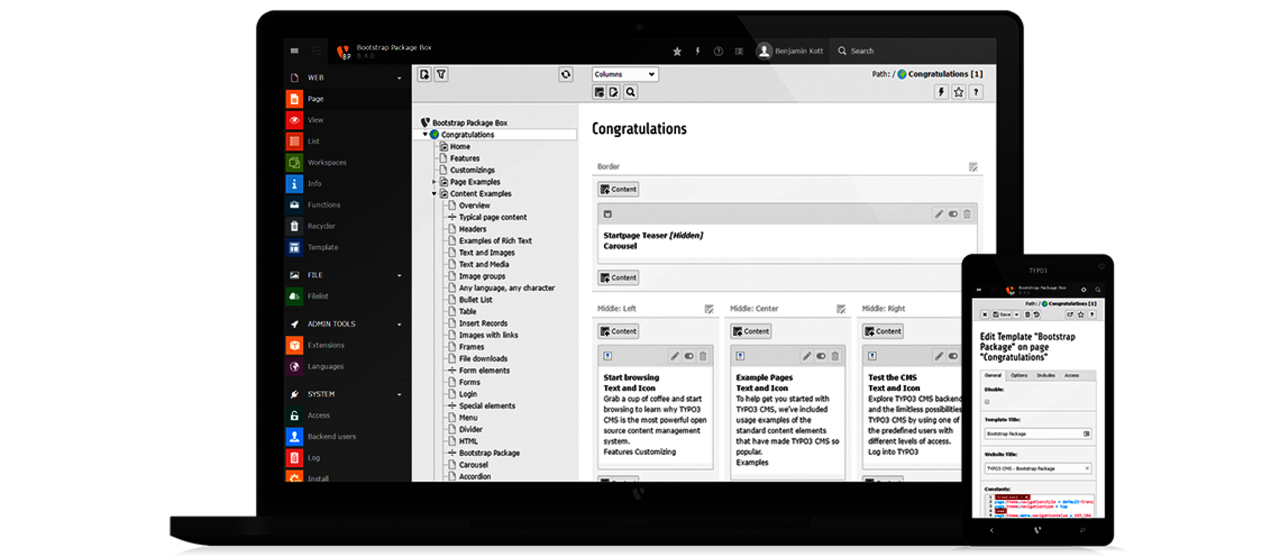 Bootstrap Package Box
8.4.0
Benjamin Kott
Search
WEB
Page
View
List
Workspaces
Info
Functions
Recycler
Template
FILE
Filelist
ADMIN TOOLS
Extensions
Languages
SYSTEM
Access
Backend users
Log
Install
Bootstrap Package Box
Congratulations
Home
Features
Customizings
Page Examples
Content Examples
Overview
Typical page content
Headers
Examples of Rich Text
Text and Images
Text and Media
Image groups
Any language, any character
Bullet List
Table
Insert Records
Images with links
Frames
File downloads
Form elements
Forms
Login
Special elements
Menu
Divider
HTML
Bootstrap Package
Carousel
Accordion
Columns
Path: / Congratulations [1]
Congratulations
Border
Content
Startpage Teaser [Hidden]
Carousel
Content
Middle: Left
Content
Start browsing
Text and Icon
Grab a cup of coffee and start
browsing to learn why TYPO3
CMS is the most powerful open
source content management
system.
Features Customizing
Middle: Center
Content
Example Pages
Text and Icon
To help get you started with
TYPO3 CMS, we've included
usage examples of the
standard content elements
that have made TYPO3 CMS so
popular.
Examples
Middle: Right
Content
Test the CMS
Text and Icon
Explore TYPO3 CMS backend
and the limitless possibilities
TYPO3 CMS by using one of
the predefined users with
different levels of access.
Log into TYPO3
TYPO3
Bootstrap Package Box
Path: / Congratulations [1]
Save
Edit Template "Bootstrap
Package" on page
"Congratulations"
General Options Includes Access
Disable:
Template Title:
Bootstrap Package
Website Title:
TYPO3 CMS - Bootstrap Package
Constants: